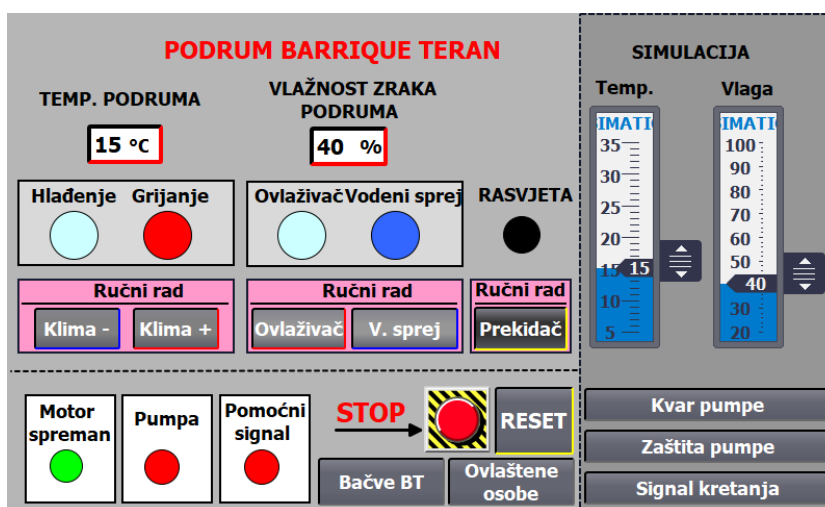 PODRUM BARRIQUE TERAN
TEMP. PODRUMA
15 °C
VLAŽNOST ZRAKA
PODRUMA
40 %
Hlađenje Grijanje
Ovlaživač Vodeni sprej
RASVJETA
Ručni rad
Klima -
Klima +
Ručni rad
Ovlaživač
V. sprej
Ručni rad
Prekidač
Motor
spreman
Pumpa
Pomoćni
signal
STOP
RESET
Bačve BT
Ovlaštene
osobe
SIMULACIJA
Temp.
SIMATIC
35
30
25
20
15
15
10
5
Vlaga
SIMATIC
100
90
80
70
60
50
40
30
20
Kvar pumpe
Zaštita pumpe
Signal kretanja